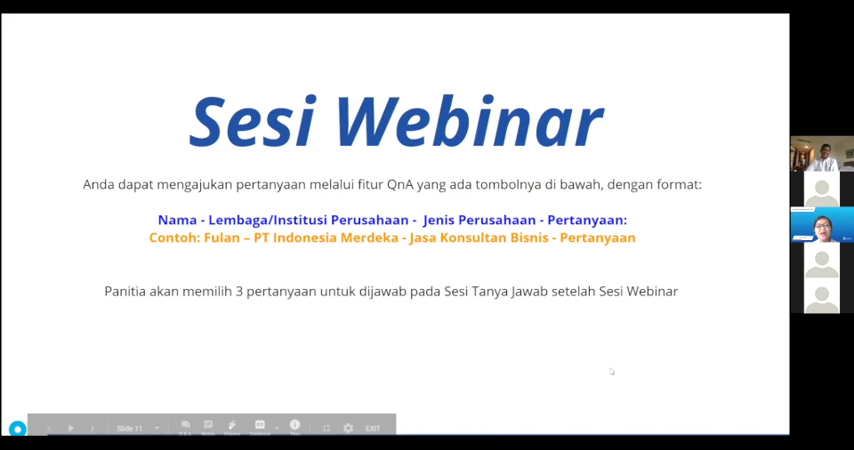 Sesi Webinar
Anda dapat mengajukan pertanyaan melalui fitur QnA yang ada tombolnya di bawah, dengan format:
Nama - Lembaga/Institusi Perusahaan - Jenis Perusahaan - Pertanyaan:
Contoh: Fulan – PT Indonesia Merdeka - Jasa Konsultan Bisnis - Pertanyaan
Panitia akan memilih 3 pertanyaan untuk dijawab pada Sesi Tanya Jawab setelah Sesi Webinar
Slide 11
EXIT